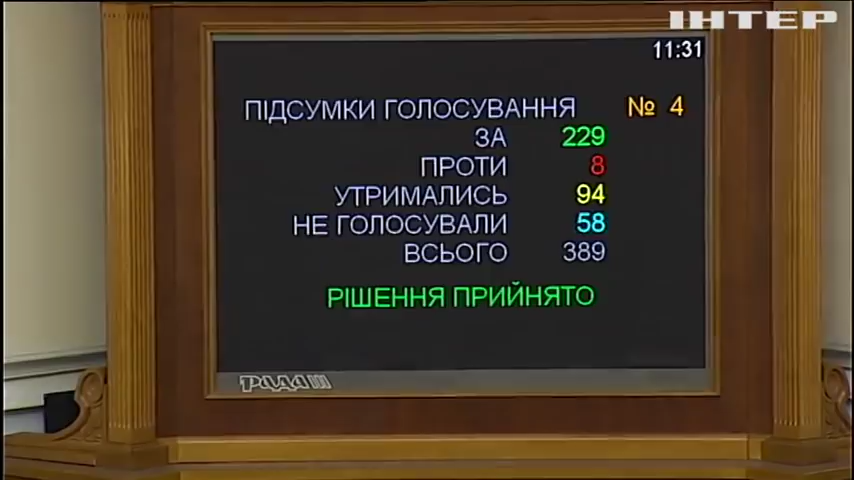 ІНТЕР
11:31
ПІДСУМКИ ГОЛОСУВАННЯ № 4
ЗА 229
ПРОТИ 8
УТРИМАЛИСЬ 94
НЕ ГОЛОСУВАЛИ 58
ВСЬОГО 389
РІШЕННЯ ПРИЙНЯТО
РАДА